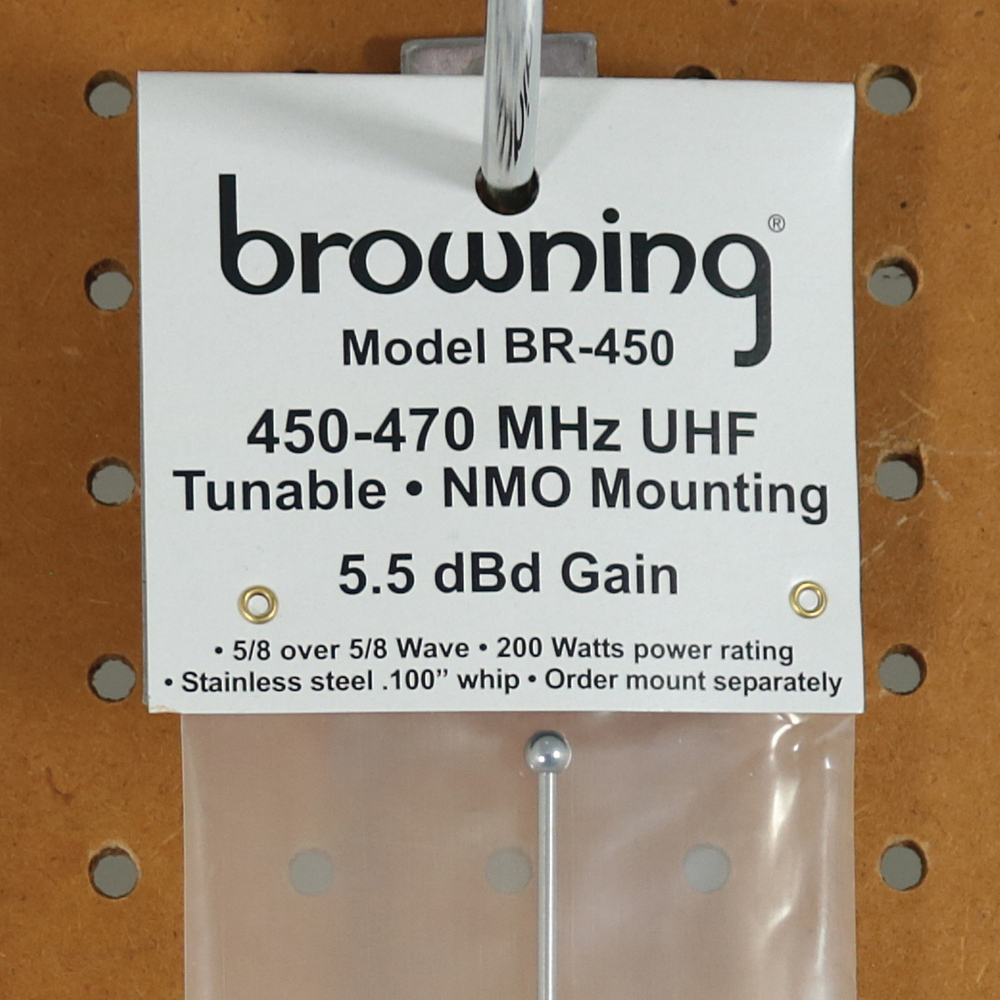 browning®
Model BR-450
450-470 MHz UHF
Tunable • NMO Mounting
5.5 dBd Gain
• 5/8 over 5/8 Wave • 200 Watts power rating
• Stainless steel .100” whip • Order mount separately